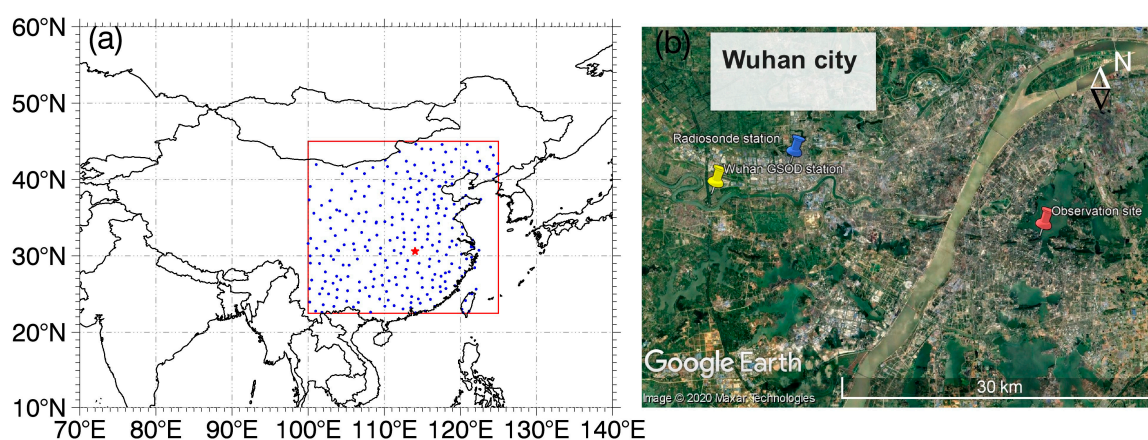 (a)
60°N
50°N
40°N
30°N
20°N
10°N
70°E 80°E 90°E 100°E 110°E 120°E 130°E 140°E
(b)
Wuhan city
N
Radiosonde station
Wuhan GSOD station
Observation site
Google Earth
30 km
Image © 2020 Maxar Technologies